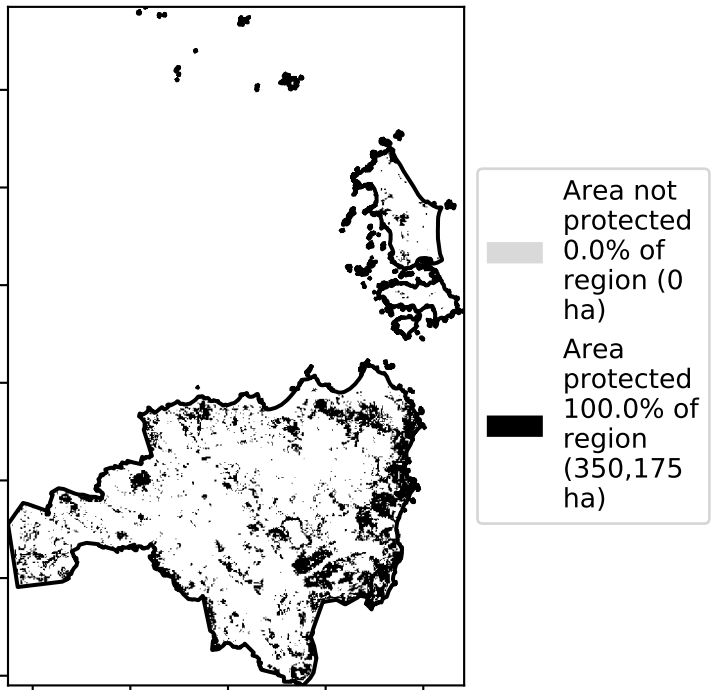 Area not
protected
0.0% of
region (0
ha)
Area
protected
100.0% of
region
(350,175
ha)